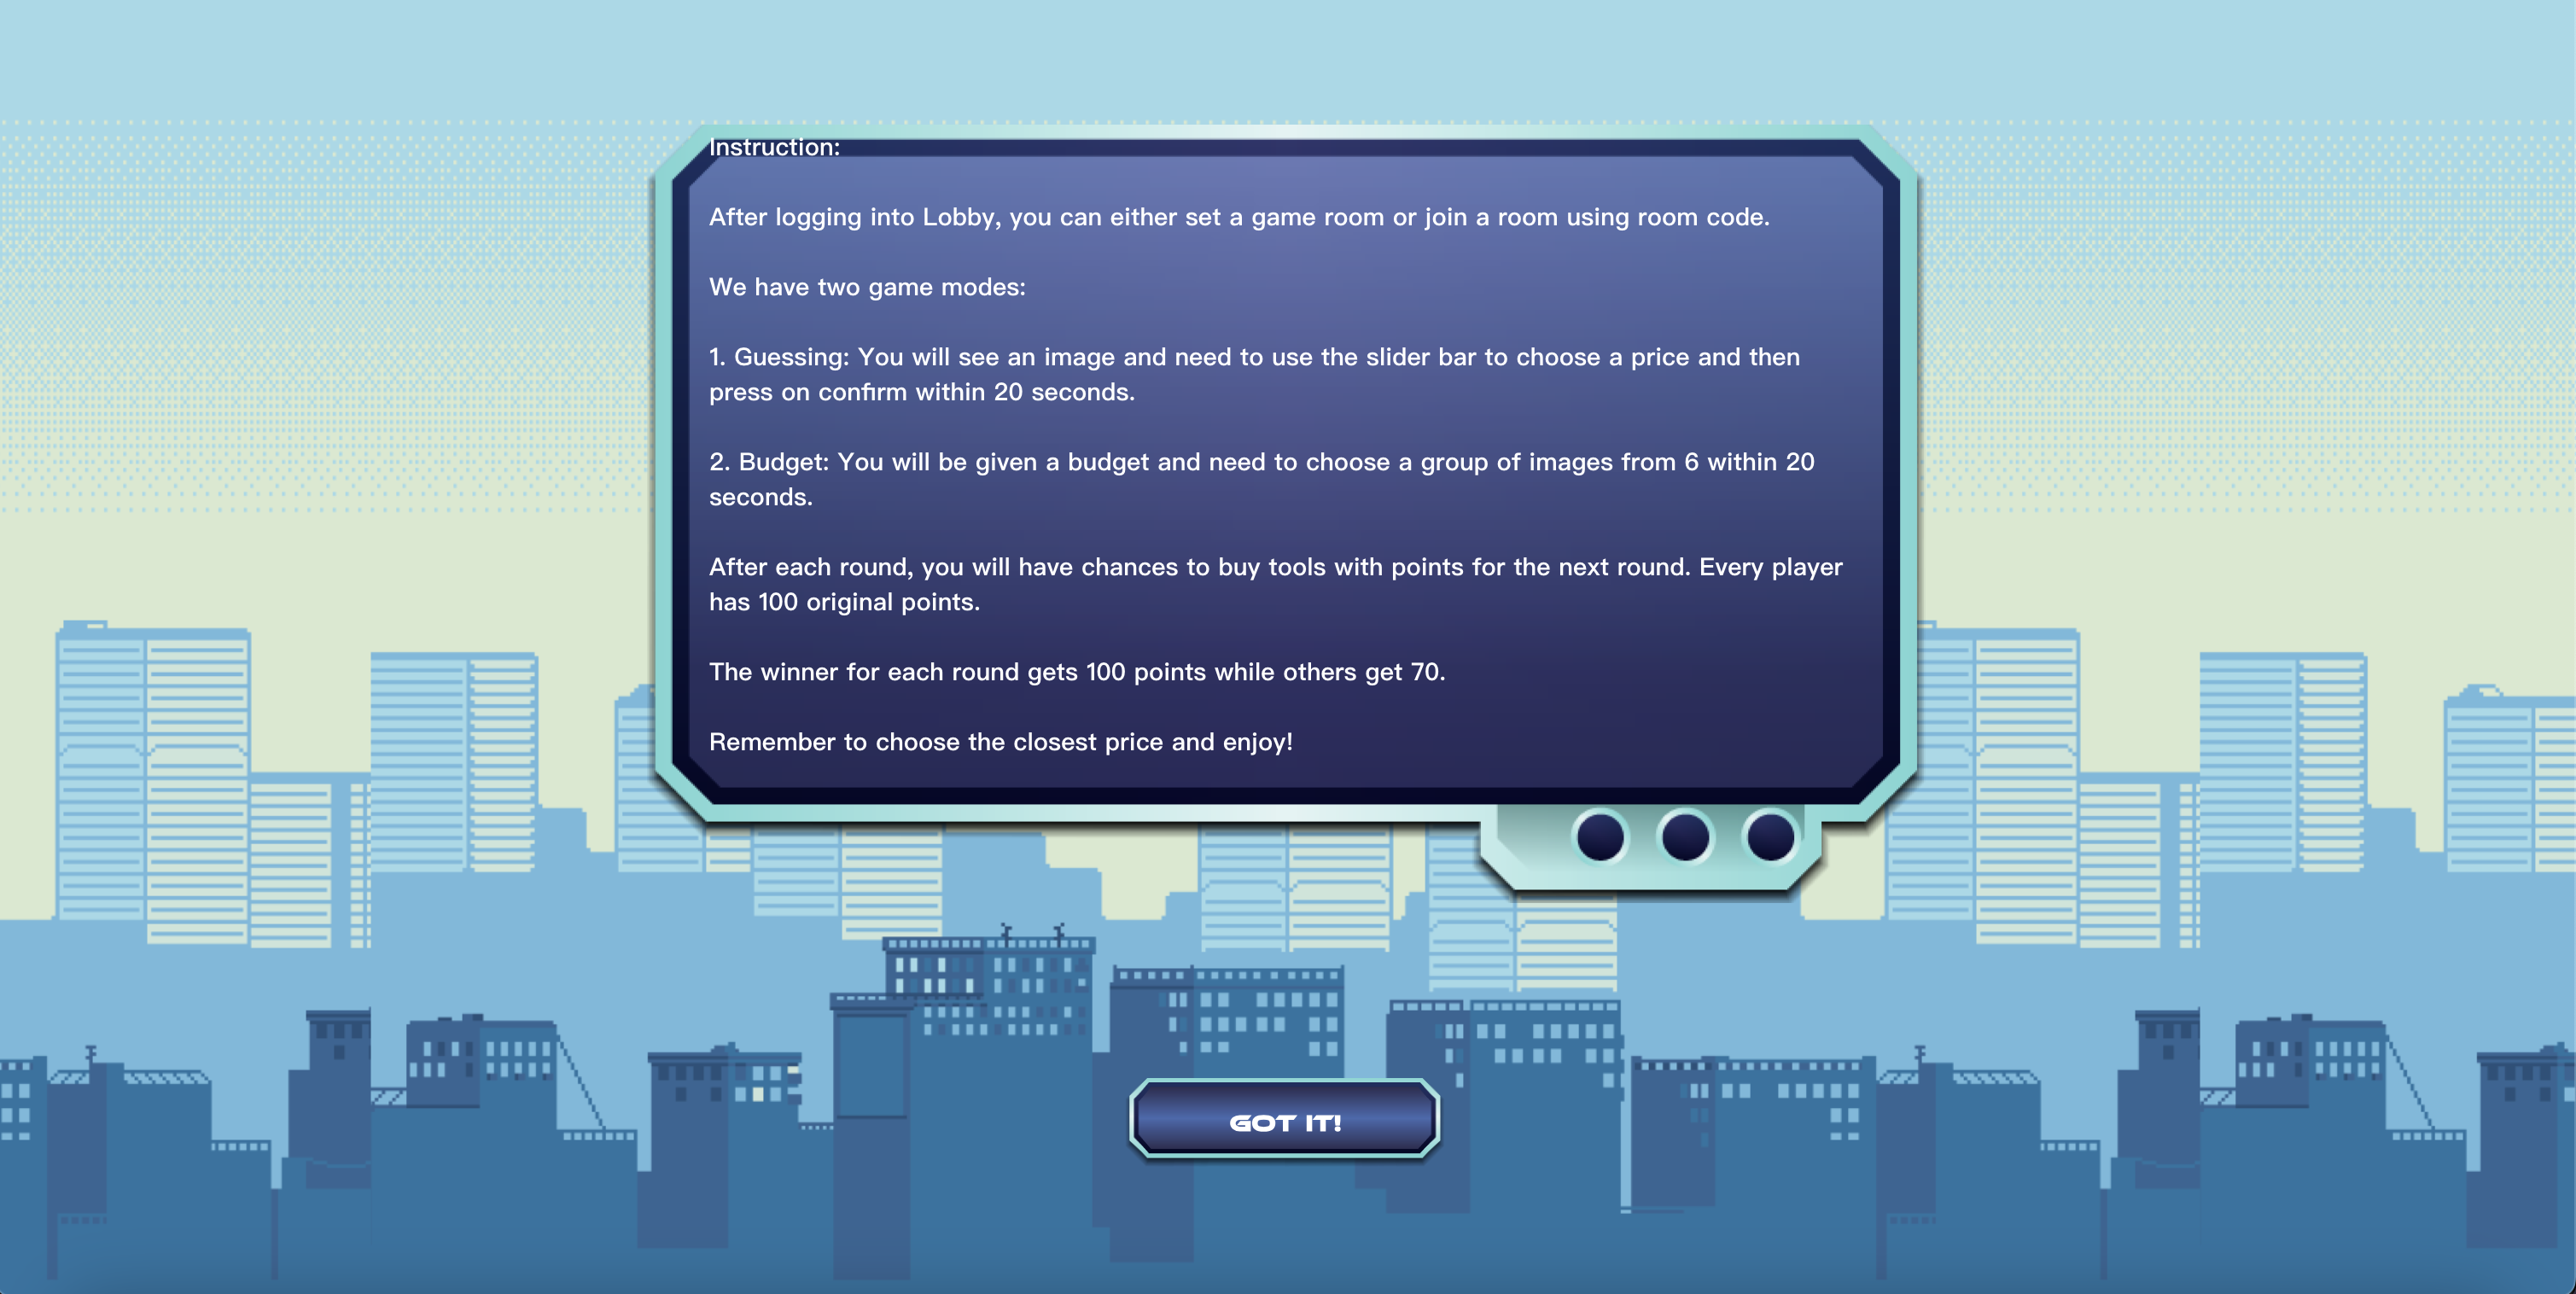 Instruction:
After logging into Lobby, you can either set a game room or join a room using room code.
We have two game modes:
1. Guessing: You will see an image and need to use the slider bar to choose a price and then
press on confirm within 20 seconds.
2. Budget: You will be given a budget and need to choose a group of images from 6 within 20
seconds.
After each round, you will have chances to buy tools with points for the next round. Every player
has 100 original points.
The winner for each round gets 100 points while others get 70.
Remember to choose the closest price and enjoy!
GOT IT!